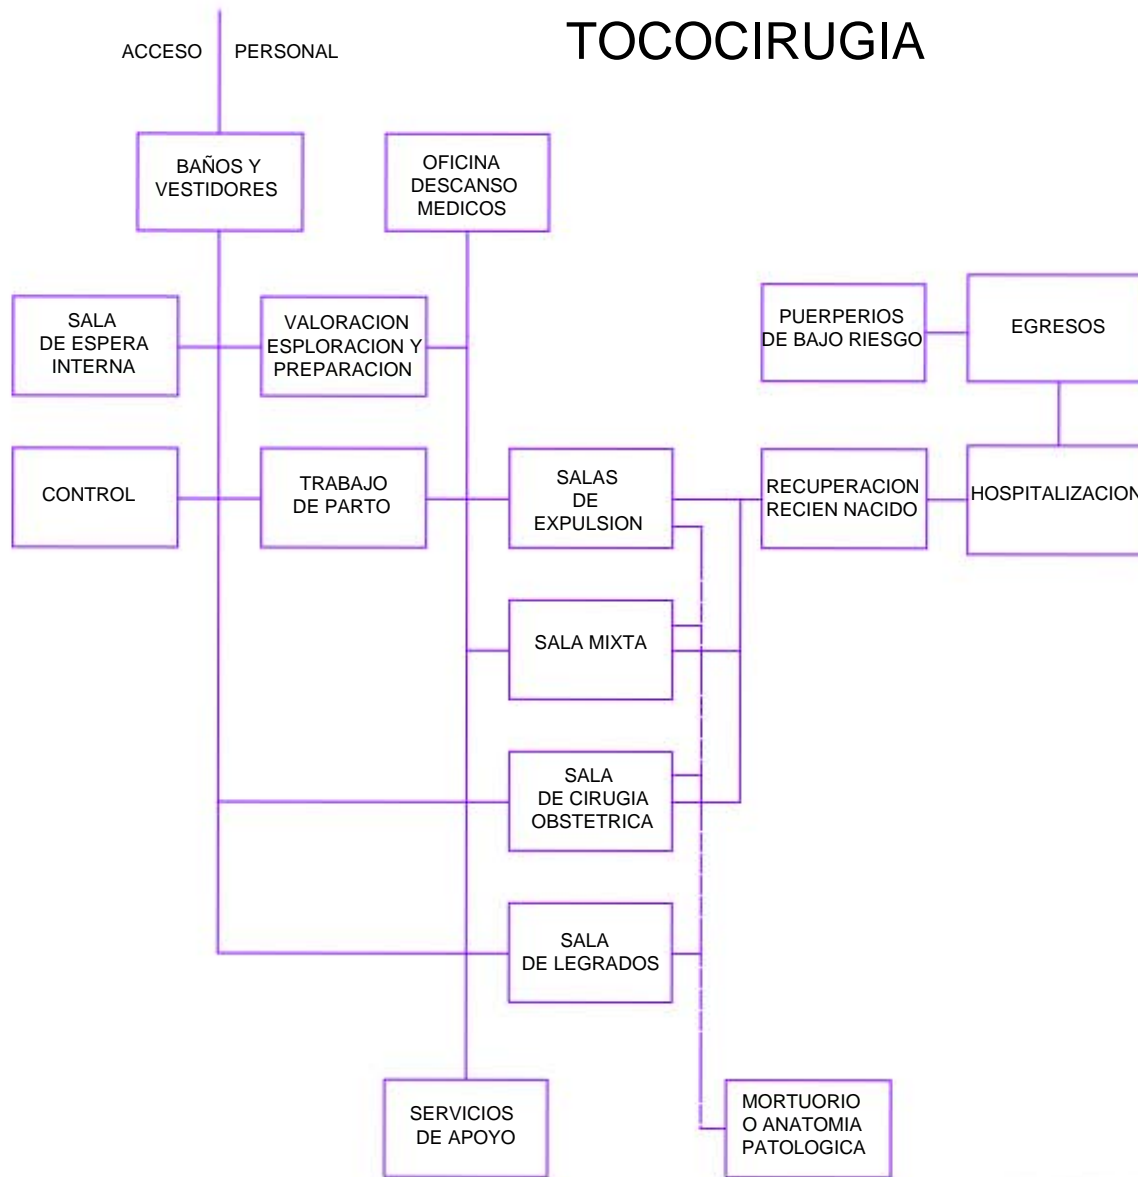 TOCOCIRUGIA
ACCESO PERSONAL
BAÑOS Y
VESTIDORES
OFICINA
DESCANSO
MEDICOS
SALA
DE ESPERA
INTERNA
VALORACION
ESPLORACION Y
PREPARACION
PUERPERIOS
DE BAJO RIESGO
EGRESOS
CONTROL
TRABAJO
DE PARTO
SALAS
DE
EXPULSION
RECUPERACION
RECIEN NACIDO
HOSPITALIZACION
SALA MIXTA
SALA
DE CIRUGIA
OBSTETRICA
SALA
DE LEGRADOS
SERVICIOS
DE APOYO
MORTUORIO
O ANATOMIA
PATOLOGICA